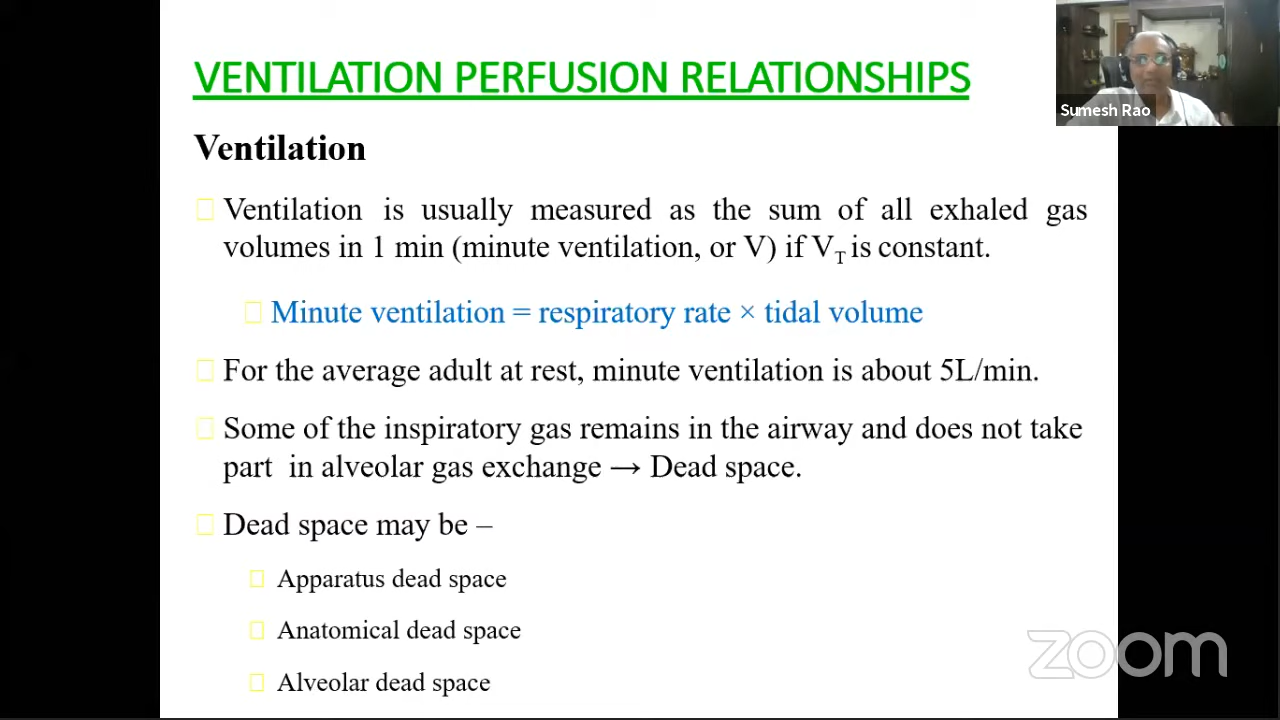 VENTILATION PERFUSION RELATIONSHIPS
Sumesh Rao
Ventilation
Ventilation is usually measured as the sum of all exhaled gas
volumes in 1 min (minute ventilation, or V) if VT is constant.
Minute ventilation = respiratory rate × tidal volume
For the average adult at rest, minute ventilation is about 5L/min.
Some of the inspiratory gas remains in the airway and does not take
part in alveolar gas exchange → Dead space.
Dead space may be –
Apparatus dead space
Anatomical dead space
Alveolar dead space
zoom